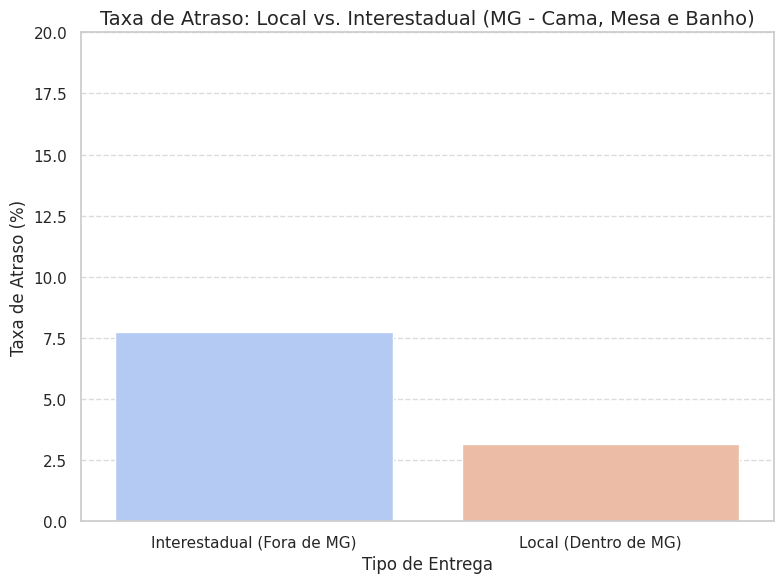 Taxa de Atraso: Local vs. Interestadual (MG - Cama, Mesa e Banho)
Taxa de Atraso (%)
20.0
17.5
15.0
12.5
10.0
7.5
5.0
2.5
0.0
Interestadual (Fora de MG)
Local (Dentro de MG)
Tipo de Entrega